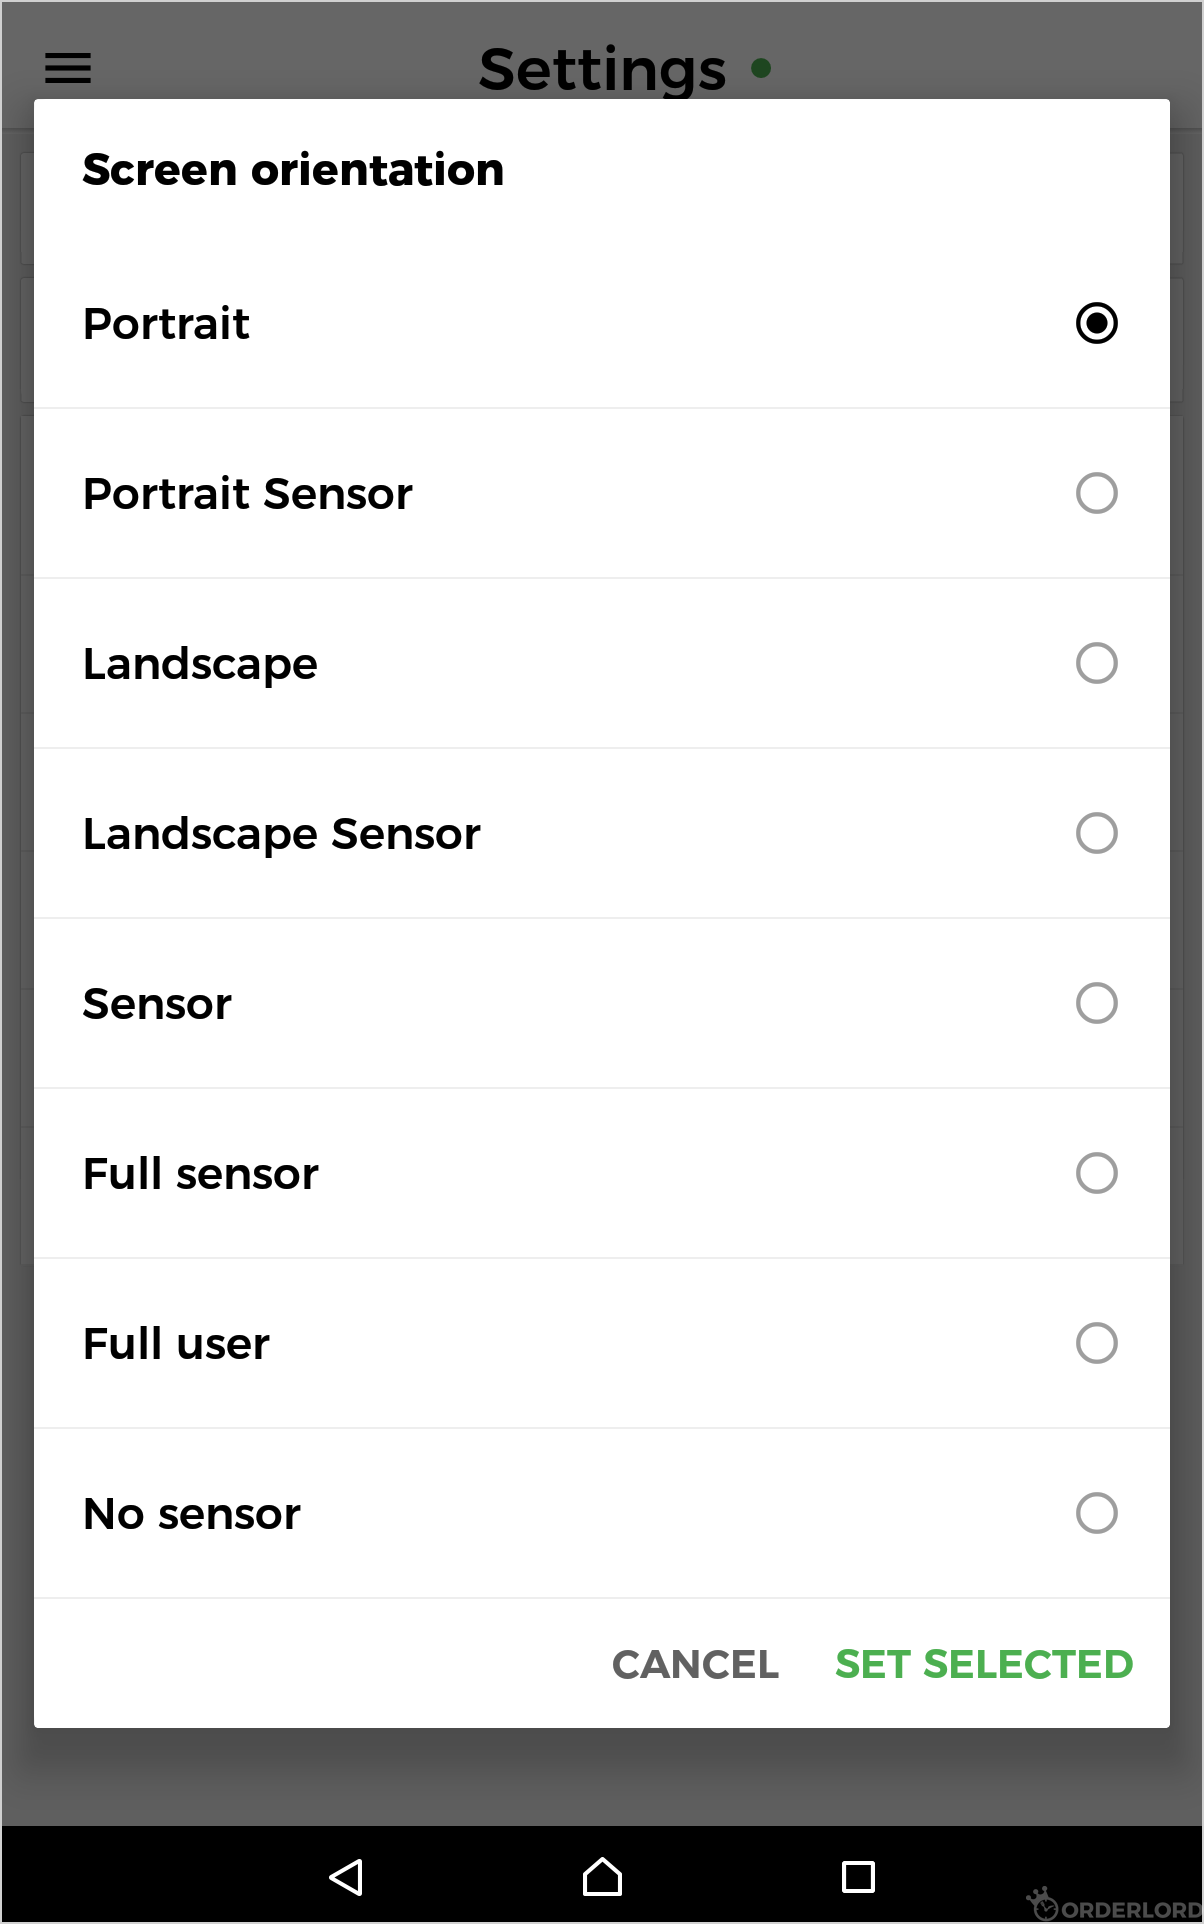 Settings
Screen orientation
Portrait
Portrait Sensor
Landscape
Landscape Sensor
Sensor
Full sensor
Full user
No sensor
CANCEL SET SELECTED
ORDERLORD